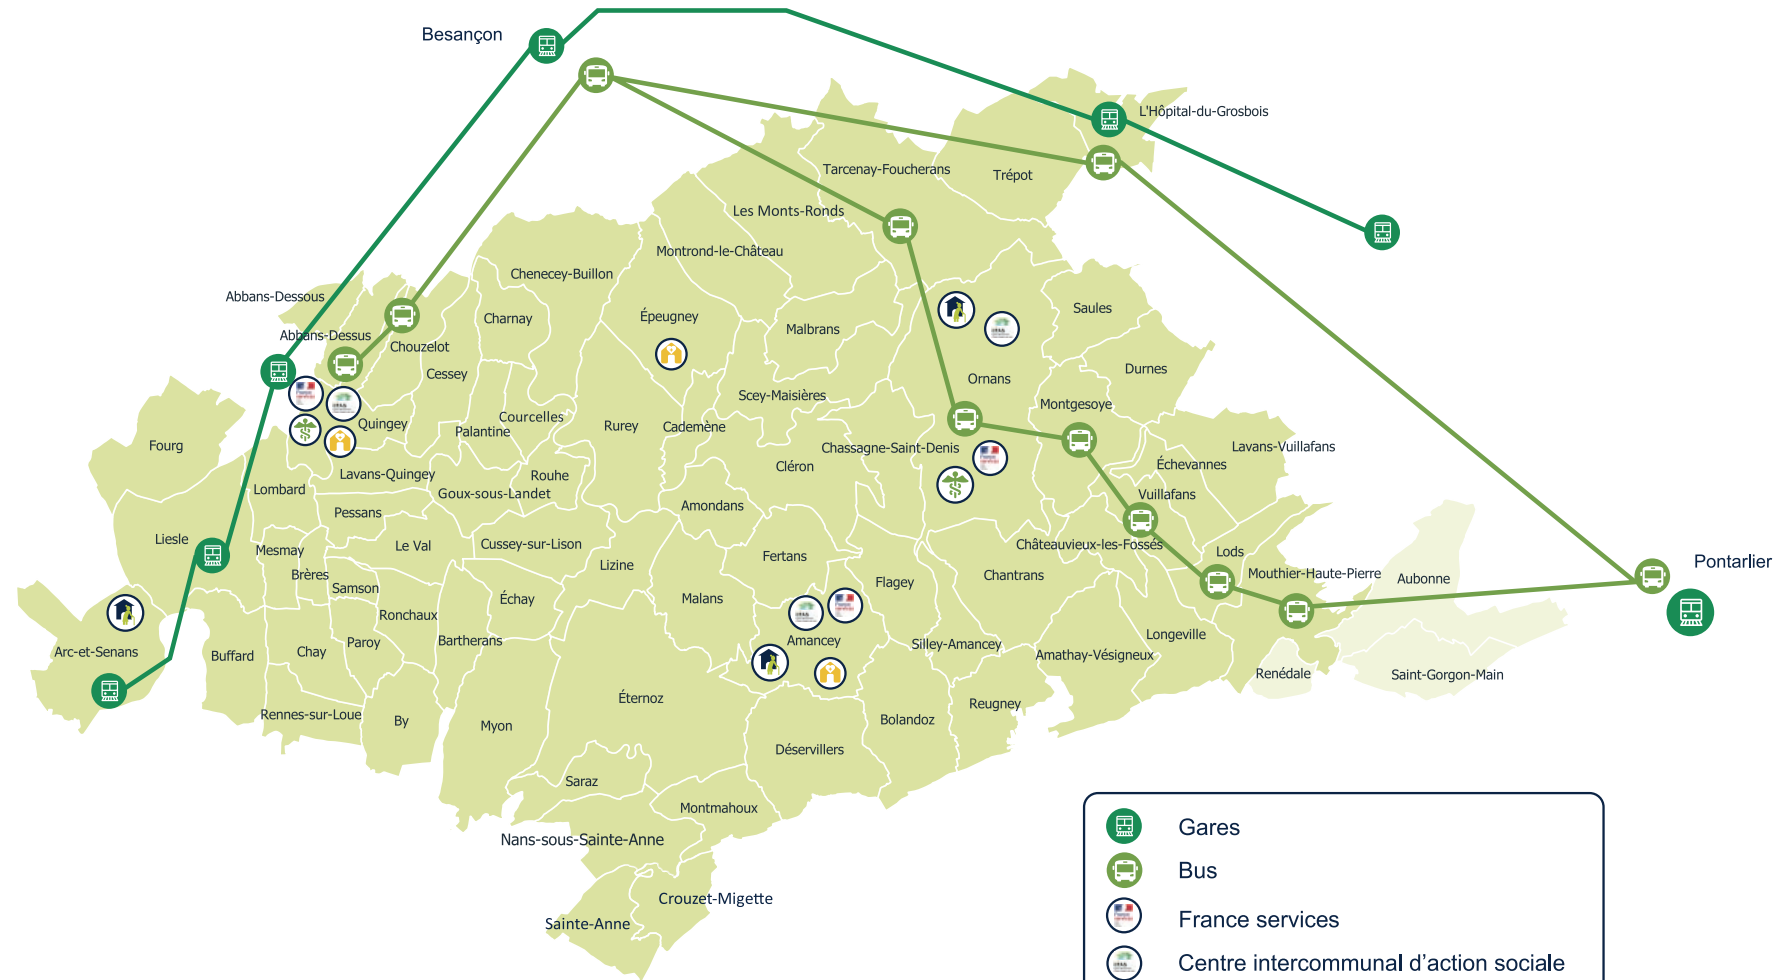 Besançon
L'Hôpital-du-Grosbois
Tarcenay-Foucherans
Trépot
Les Monts-Ronds
Montrond-le-Château
Chenecey-Buillon
Abbans-Dessous
Saules
Épeugney
Charnay
Malbrans
Abbans-Dessus
Chouzelot
Cessey
Durnes
Ornans
Scey-Maisières
Montgesoye
Courcelles
Quingey
Palantine
Rurey
Cademène
Fourg
Chassagne-Saint-Denis
Lavans-Vuillafans
Échevannes
Cléron
Lavans-Quingey
Rouhe
Lombard
Goux-sous-Landet
Vuillafans
Amondans
Pessans
Liesle
Mesmay
Le Val
Cussey-sur-Lison
Châteauvieux-les-Fossés
Lods
Fertans
Lizine
Pontarlier
Brères
Chantrans
Mouthier-Haute-Pierre
Aubonne
Flagey
Samson
Malans
Échay
Ronchaux
Longeville
Amancey
Bartherans
Paroy
Silley-Amancey
Arc-et-Senans
Chay
Buffard
Amathay-Vésigneux
Renédale
Saint-Gorgon-Main
Éternoz
Reugney
Rennes-sur-Loue
By
Bolandoz
Myon
Déservillers
Saraz
Montmahoux
Nans-sous-Sainte-Anne
Crouzet-Migette
Sainte-Anne
Gares
Bus
France services
Centre intercommunal d'action sociale